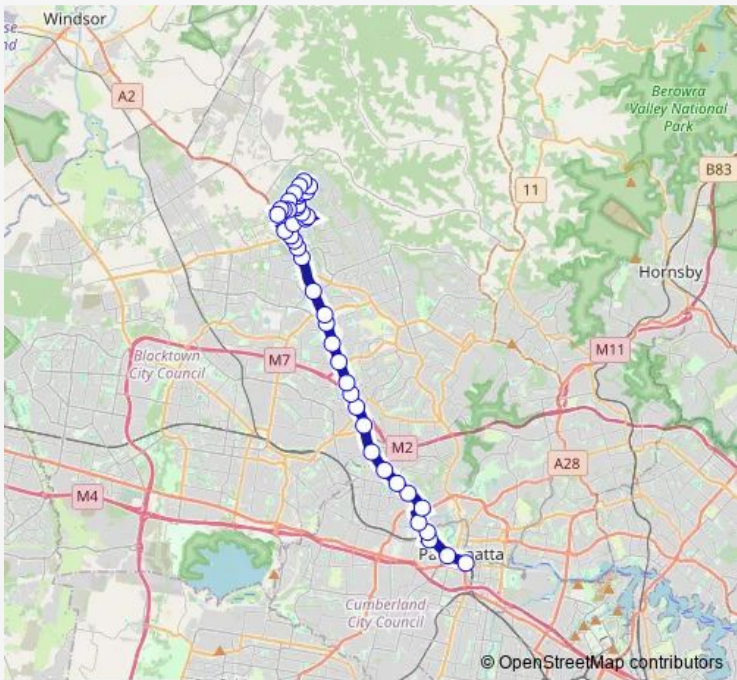 Windsor
A2
Berowra
Valley National
Park
B83
11
Hornsby
M11
Blacktown
City Council
M7
M2
A28
M4
Cumberland
City Council
© OpenStreetMap contributors